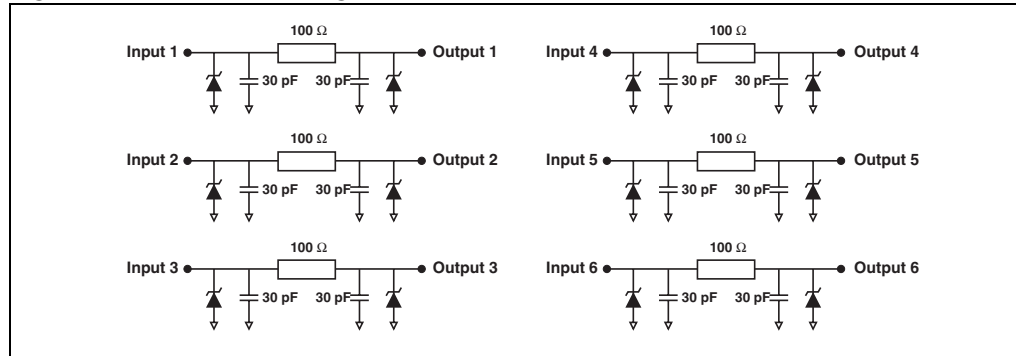 100 Ω
Input 1 Output 1
30 pF 30 pF
100 Ω
Input 4 Output 4
30 pF 30 pF
100 Ω
Input 2 Output 2
30 pF 30 pF
100 Ω
Input 5 Output 5
30 pF 30 pF
100 Ω
Input 3 Output 3
30 pF 30 pF
100 Ω
Input 6 Output 6
30 pF 30 pF